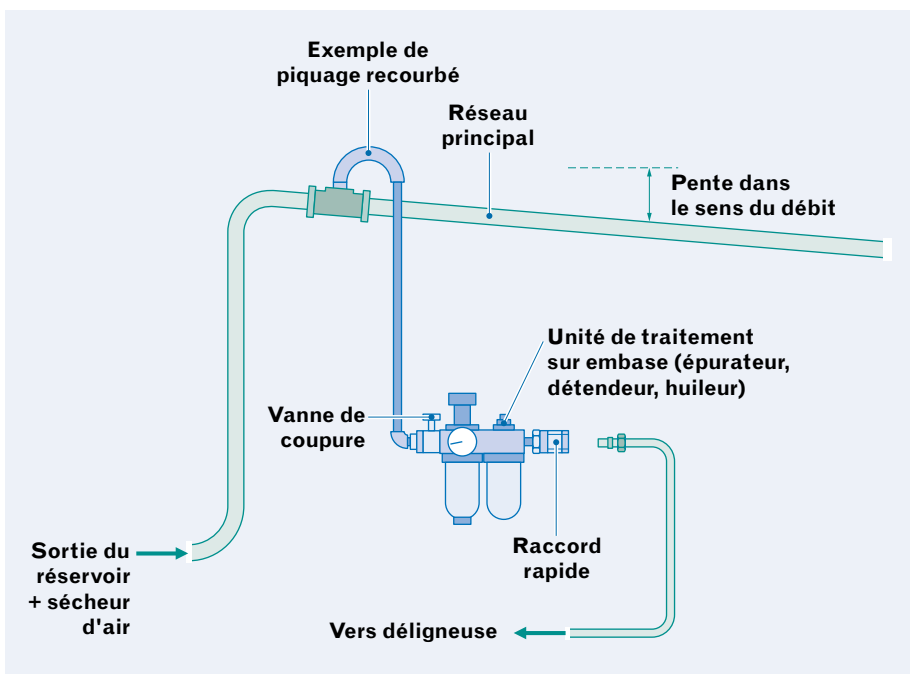 Exemple de
piquage recourbé
Réseau
principal
Pente dans
le sens du débit
Unité de traitement
sur embase (épurateur,
détendeur, huileur)
Vanne de
coupure
Raccord
rapide
Sortie du
réservoir
+ sécheur
d'air
Vers déligneuse